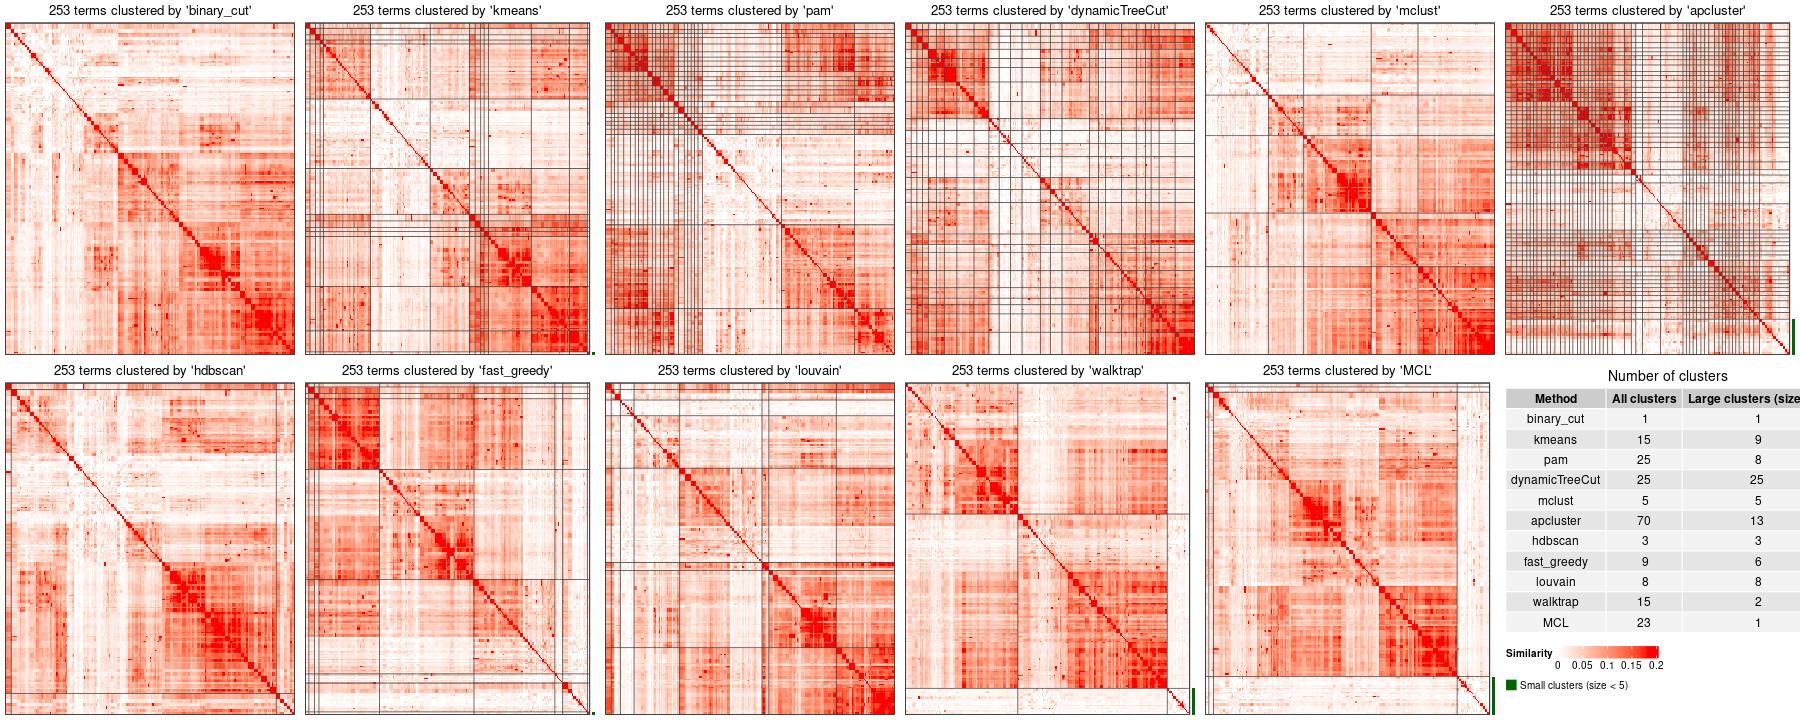 253 terms clustered by 'binary_cut'
253 terms clustered by 'kmeans'
253 terms clustered by 'pam'
253 terms clustered by 'dynamicTreeCut'
253 terms clustered by 'mclust'
253 terms clustered by 'apcluster'
253 terms clustered by 'hdbscan'
253 terms clustered by 'fast_greedy'
253 terms clustered by 'louvain'
253 terms clustered by 'walktrap'
253 terms clustered by 'MCL'
Number of clusters
Method All clusters Large clusters (size
binary_cut 1 1
kmeans 15 9
pam 25 8
dynamicTreeCut 25 25
mclust 5 5
apcluster 70 13
hdbscan 3 3
fast_greedy 9 6
louvain 8 8
walktrap 15 2
MCL 23 1
Similarity
0 0.05 0.1 0.15 0.2
Small clusters (size < 5)